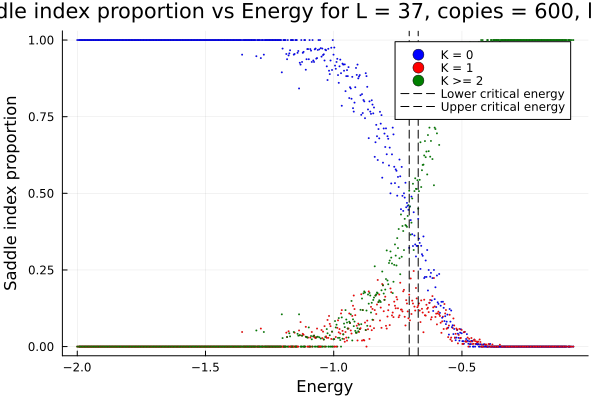 dle index proportion vs Energy for L = 37, copies = 600,
1.00
0.75
0.50
0.25
0.00
Saddle index proportion
K = 0
K = 1
K >= 2
Lower critical energy
Upper critical energy
−2.0 −1.5 −1.0 −0.5
Energy